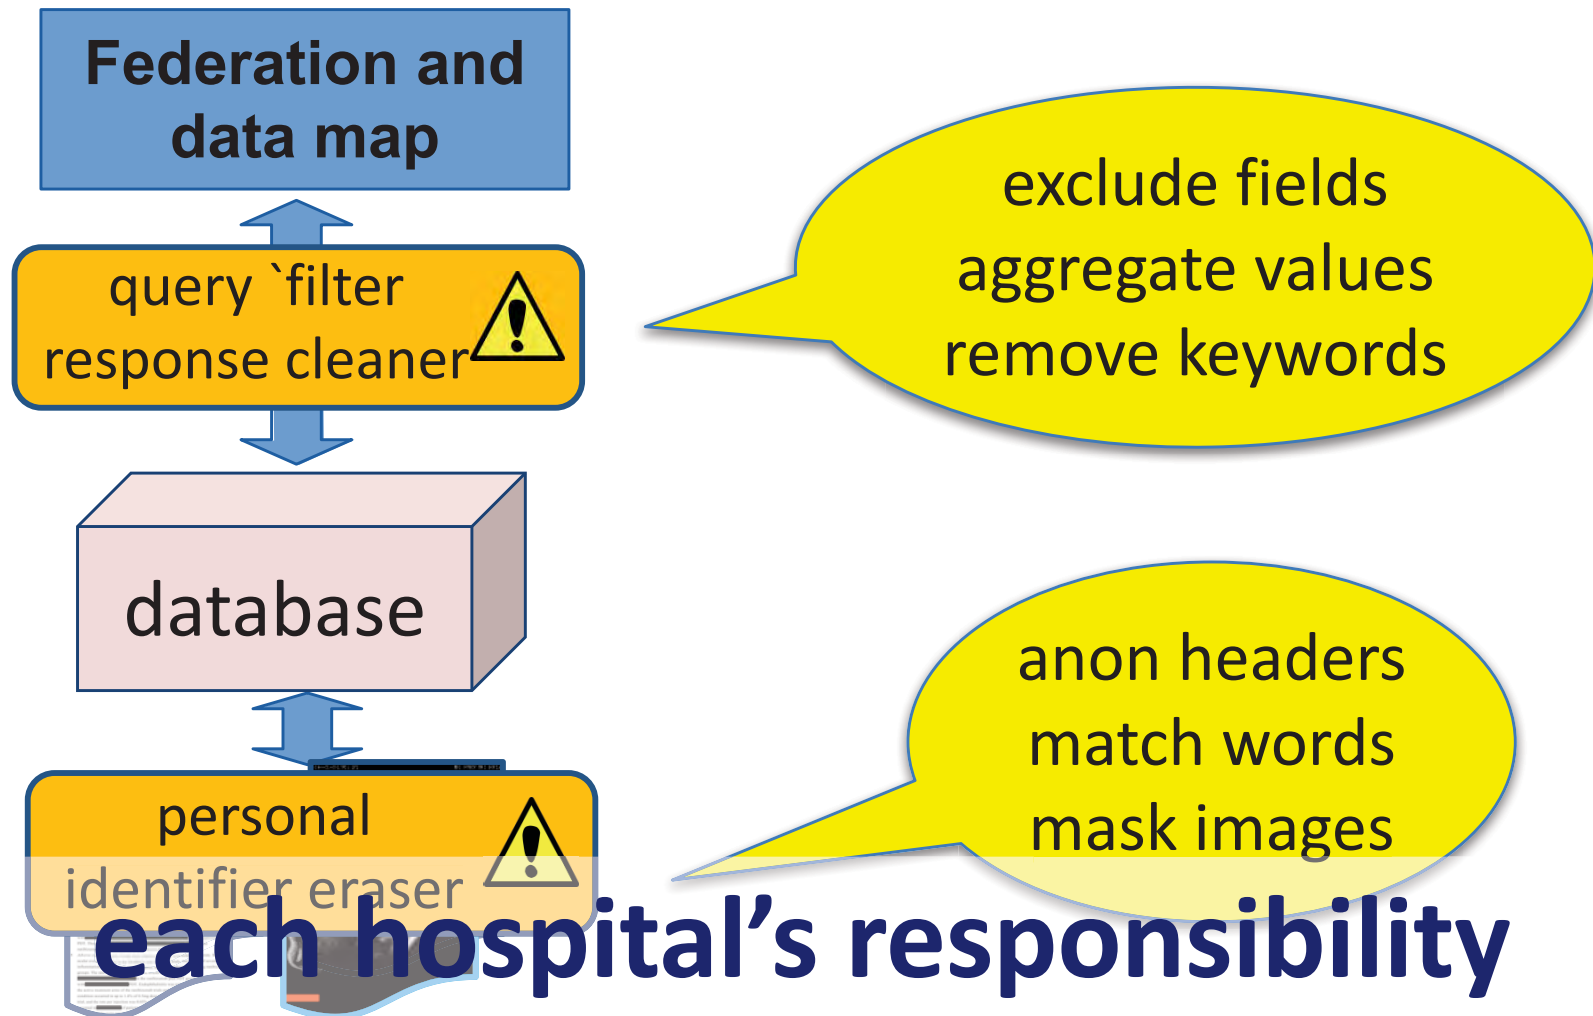 Federation and
data map
query `filter
response cleaner
exclude fields
aggregate values
remove keywords
database
anon headers
match words
mask images
personal
identifier eraser
each hospital’s responsibility